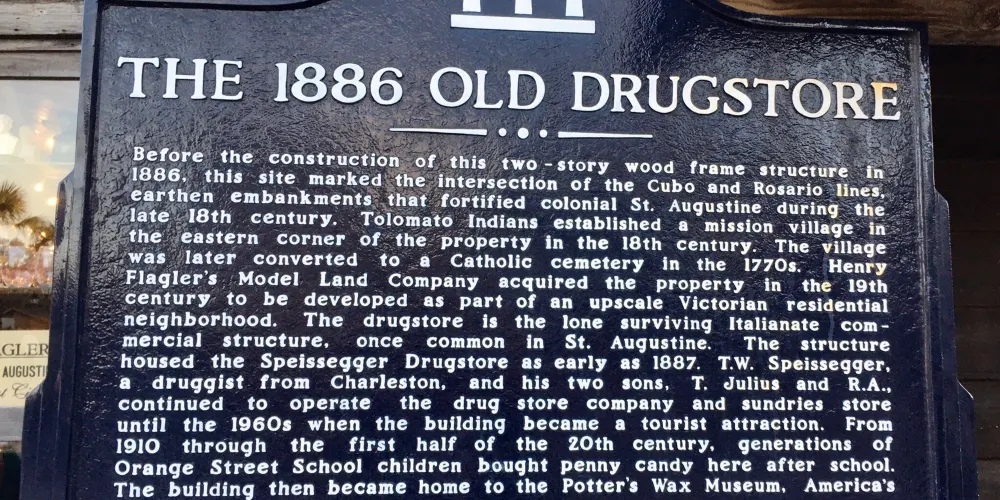 THE 1886 OLD DRUGSTORE
Before the construction of this two-story wood frame structure in
1886, this site marked the intersection of the Cubo and Rosario lines,
earthen embankments that fortified colonial St. Augustine during the
late 18th century. Tolomato Indians established a mission village in
the eastern corner of the property in the 18th century. The village
was later converted to a Catholic cemetery in the 1770s. Henry
Flagler's Model Land Company acquired the property in the 19th
century to be developed as part of an upscale Victorian residential
neighborhood. The drugstore is the lone surviving Italianate com-
mercial structure, once common in St. Augustine. The structure
housed the Speissegger Drugstore as early as 1887. T.W. Speissegger,
a druggist from Charleston, and his two sons, T. Julius and R.A.,
continued to operate the drug store company and sundries store
until the 1960s when the building became a tourist attraction. From
1910 through the first half of the 20th century, generations of
Orange Street School children bought penny candy here after school.
The building then became home to the Potter's Wax Museum, America's
GLER
AUGUSTI